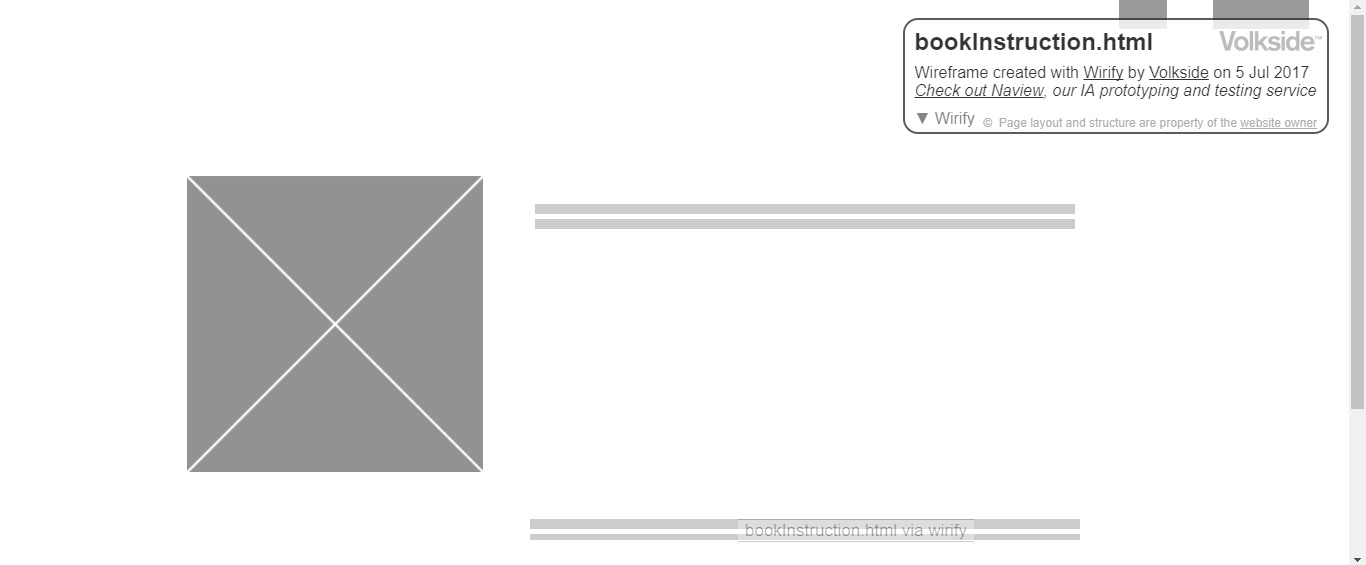 bookInstruction.html
Volkside™
Wireframe created with Wirify by Volkside on 5 Jul 2017
Check out Naview, our IA prototyping and testing service
▼ Wirify © Page layout and structure are property of the website owner
bookInstruction.html via wirify